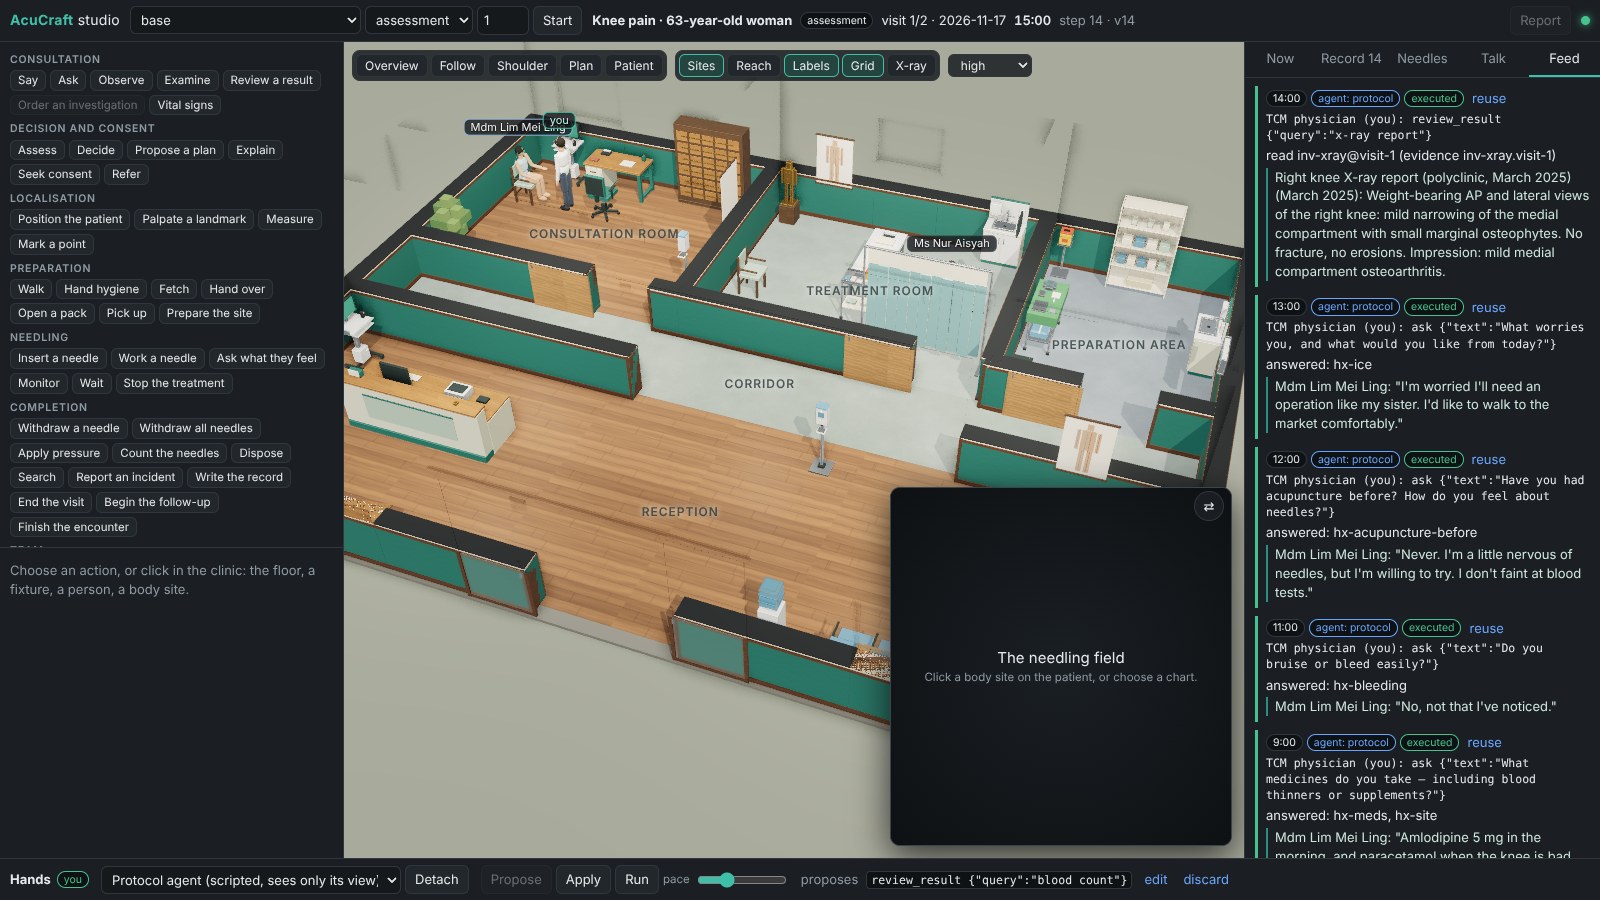 AcuCraft studio
base
assessment
1
Start
Knee pain · 63-year-old woman
assessment
visit 1/2 · 2026-11-17
15:00
step 14 · v14
Report
CONSULTATION
Say
Ask
Observe
Examine
Review a result
Order an investigation
Vital signs
DECISION AND CONSENT
Assess
Decide
Propose a plan
Explain
Seek consent
Refer
LOCALISATION
Position the patient
Palpate a landmark
Measure
Mark a point
PREPARATION
Walk
Hand hygiene
Fetch
Hand over
Open a pack
Pick up
Prepare the site
NEEDLING
Insert a needle
Work a needle
Ask what they feel
Monitor
Wait
Stop the treatment
COMPLETION
Withdraw a needle
Withdraw all needles
Apply pressure
Count the needles
Dispose
Search
Report an incident
Write the record
End the visit
Begin the follow-up
Finish the encounter
Choose an action, or click in the clinic: the floor, a
fixture, a person, a body site.
Overview
Follow
Shoulder
Plan
Patient
Sites
Reach
Labels
Grid
X-ray
high
Mdm Lim Mei Ling
you
CONSULTATION ROOM
Ms Nur Aisyah
TREATMENT ROOM
PREPARATION AREA
CORRIDOR
RECEPTION
⇄
The needling field
Click a body site on the patient, or choose a chart.
Now
Record 14
Needles
Talk
Feed
14:00 agent: protocol executed reuse
TCM physician (you): review_result
{"query":"x-ray report"}
read inv-xray@visit-1 (evidence inv-xray.visit-1)
Right knee X-ray report (polyclinic, March 2025)
(March 2025): Weight-bearing AP and lateral views
of the right knee: mild narrowing of the medial
compartment with small marginal osteophytes. No
fracture, no erosions. Impression: mild medial
compartment osteoarthritis.
13:00 agent: protocol executed reuse
TCM physician (you): ask {"text":"What worries
you, and what would you like from today?"}
answered: hx-ice
Mdm Lim Mei Ling: "I'm worried I'll need an
operation like my sister. I'd like to walk to the
market comfortably."
12:00 agent: protocol executed reuse
TCM physician (you): ask {"text":"Have you had
acupuncture before? How do you feel about
needles?"}
answered: hx-acupuncture-before
Mdm Lim Mei Ling: "Never. I'm a little nervous of
needles, but I'm willing to try. I don't faint at blood
tests."
11:00 agent: protocol executed reuse
TCM physician (you): ask {"text":"Do you
bruise or bleed easily?"}
answered: hx-bleeding
Mdm Lim Mei Ling: "No, not that I've noticed."
9:00 agent: protocol executed reuse
TCM physician (you): ask {"text":"What
medicines do you take — including blood
thinners or supplements?"}
answered: hx-meds, hx-site
Mdm Lim Mei Ling: "Amlodipine 5 mg in the
morning, and paracetamol when the knee is bad.
Hands
you
Protocol agent (scripted, sees only its view)
Detach
Propose
Apply
Run
pace
proposes
review_result {"query":"blood count"}
edit
discard